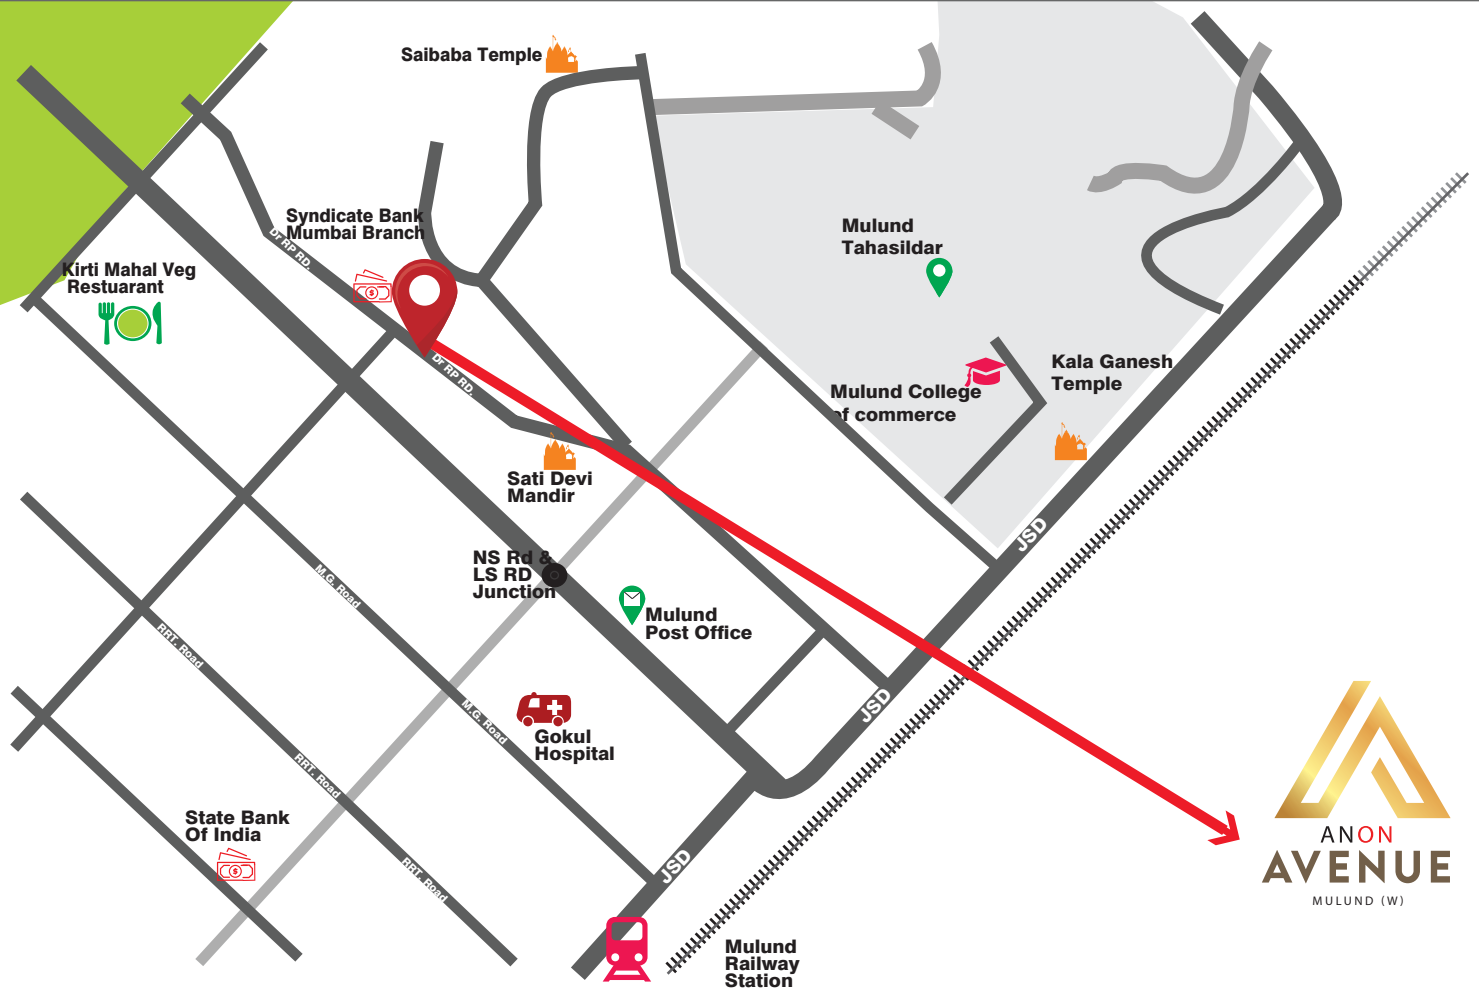 Saibaba Temple
Syndicate Bank
Mumbai Branch
Dr RP RD.
Kirti Mahal Veg
Restuarant
Mulund
Tahasildar
Dr RP RD.
Mulund College
of commerce
Kala Ganesh
Temple
Sati Devi
Mandir
JSD
NS Rd &
LS RD
Junction
M.G. Road
Mulund
Post Office
RRT. Road
JSD
M.G. Road
Gokul
Hospital
RRT. Road
State Bank
Of India
JSD
RRT. Road
ANON
AVENUE
MULUND (W)
Mulund
Railway
Station